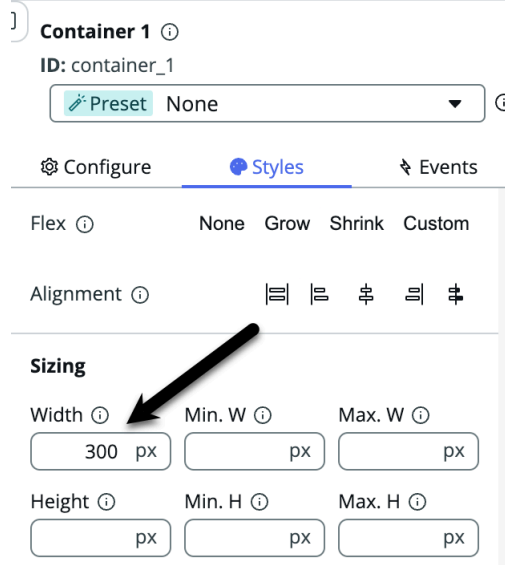 Container 1
ID: container_1
Preset None
Configure Styles Events
Flex None Grow Shrink Custom
Alignment
Sizing
Width Min. W Max. W
300 px px px
Height Min. H Max. H
px px px